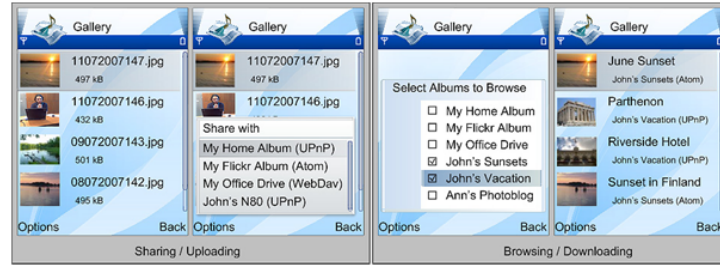 Gallery
11072007147.jpg
497 kB
11072007146.jpg
432 kB
09072007143.jpg
501 kB
08072007142.jpg
495 kB
Options Back
Gallery
11072007147.jpg
497 kB
11072007146.jpg
Share with
My Home Album (UPnP)
My Flickr Album (Atom)
My Office Drive (WebDav)
John's N80 (UPnP)
Options Back
Sharing / Uploading
Gallery
Select Albums to Browse
My Home Album
My Flickr Album
My Office Drive
John's Sunsets
John's Vacation
Ann's Photoblog
Options Back
Gallery
June Sunset
John's Sunsets (Atom)
Parthenon
John's Vacation (UPnP)
Riverside Hotel
John's Vacation (UPnP)
Sunset in Finland
John's Sunsets (Atom)
Options Back
Browsing / Downloading